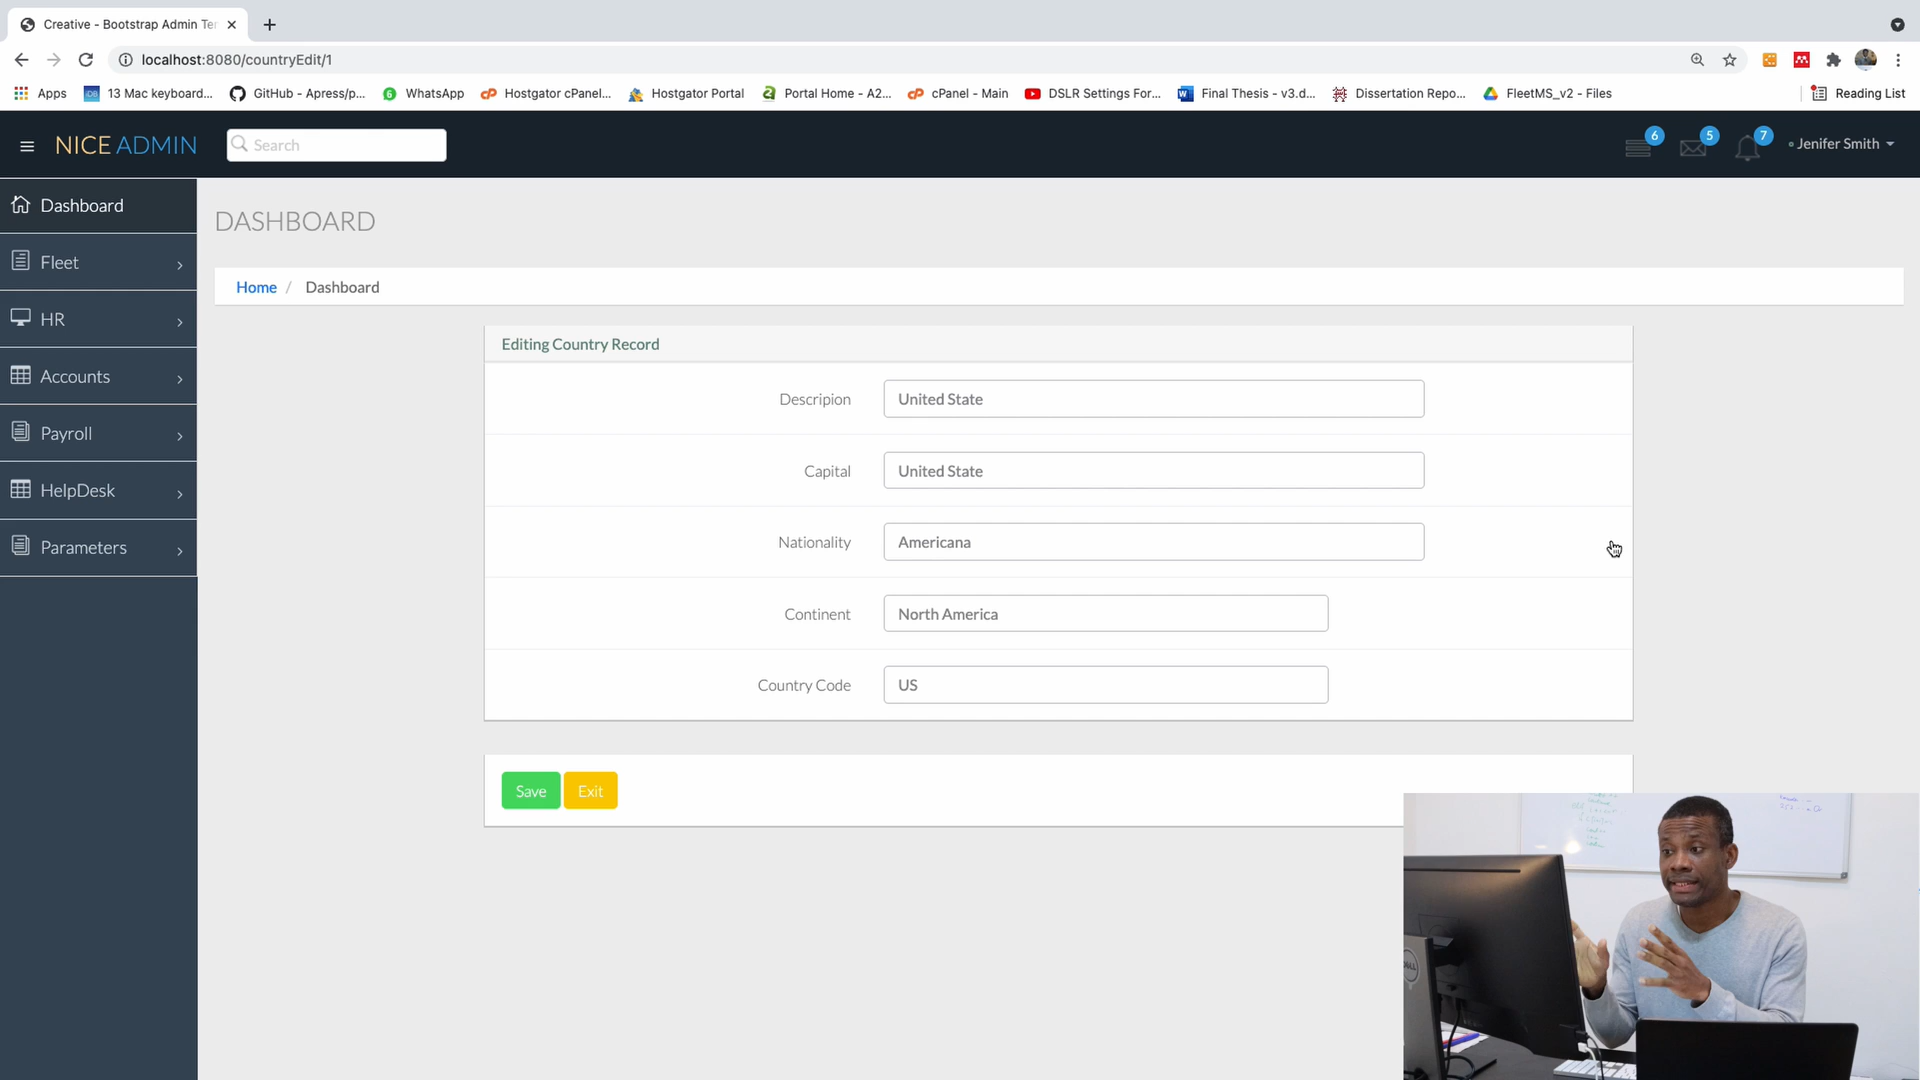 Creative - Bootstrap Admin Te
localhost:8080/countryEdit/1
Apps 13 Mac keyboard... GitHub - Apress/p... WhatsApp Hostgator cPanel... Hostgator Portal Portal Home - A2... cPanel - Main DSLR Settings For... Final Thesis - v3.d... Dissertation Repo... FleetMS_v2 - Files Reading List
NICE ADMIN Search 6 5 7 Jenifer Smith
Dashboard
Fleet
HR
Accounts
Payroll
HelpDesk
Parameters
DASHBOARD
Home / Dashboard
Editing Country Record
Descripion United State
Capital United State
Nationality Americana
Continent North America
Country Code US
Save Exit
DELL